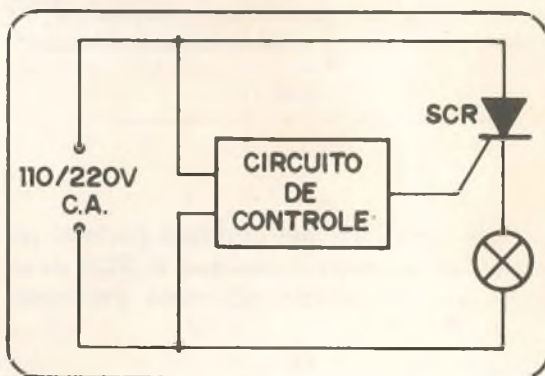 SCR
110/220V
C.A.
CIRCUITO
DE
CONTROLE